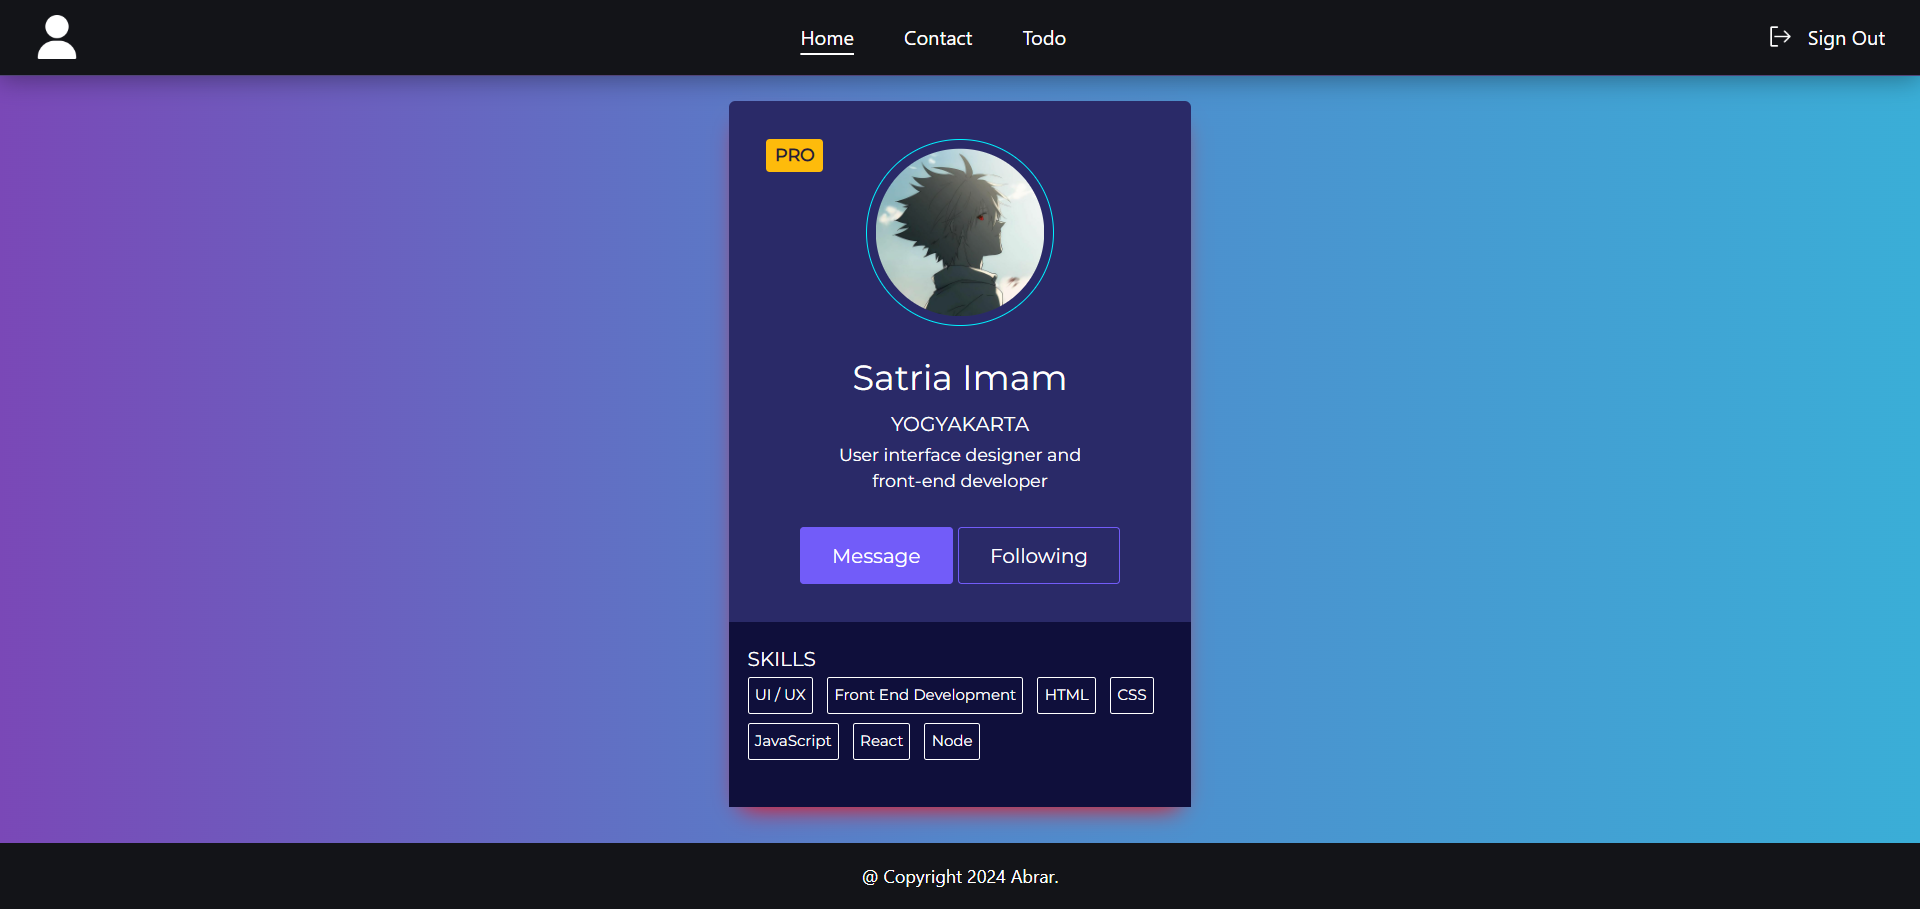 Home Contact Todo Sign Out
PRO
Satria Imam
YOGYAKARTA
User interface designer and
front-end developer
Message Following
SKILLS
UI / UX Front End Development HTML CSS
JavaScript React Node
@ Copyright 2024 Abrar.